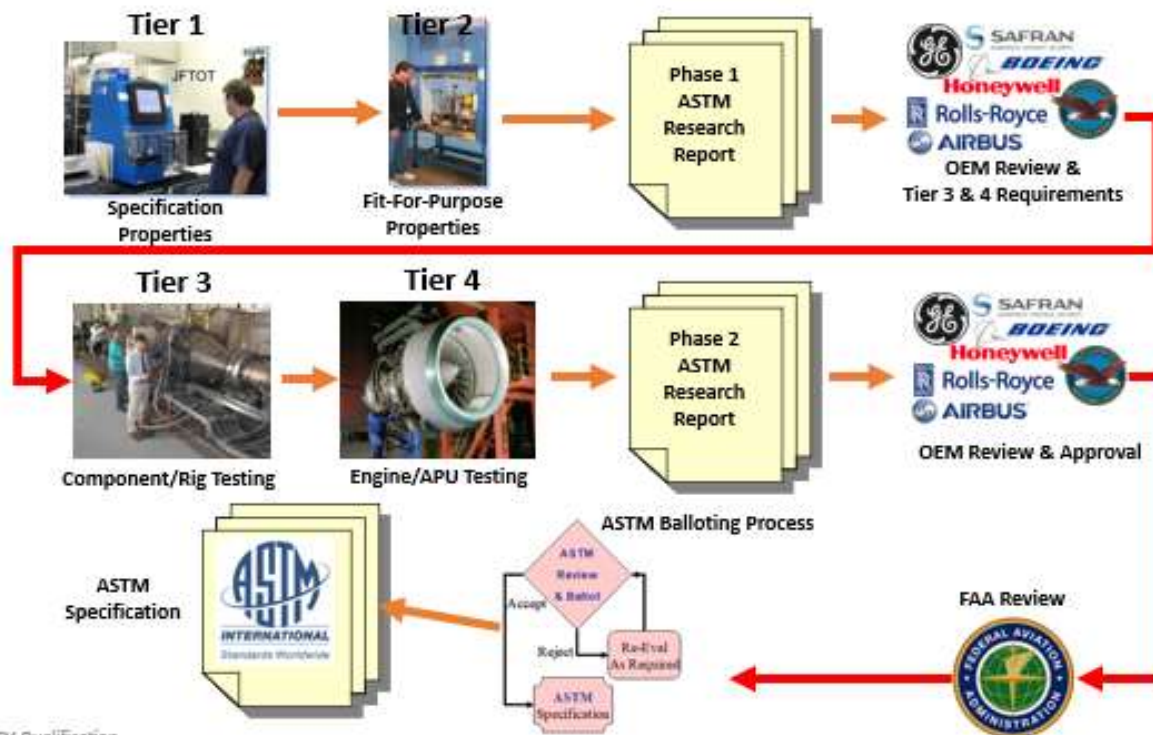 Tier 1
Tier 2
JFTOT
Specification
Properties
Fit-For-Purpose
Properties
Phase 1
ASTM
Research
Report
GE
SAFRAN
BOEING
Honeywell
Rolls-Royce
AIRBUS
OEM Review &
Tier 3 & 4 Requirements
Tier 3
Tier 4
Component/Rig Testing
Engine/APU Testing
Phase 2
ASTM
Research
Report
GE
SAFRAN
BOEING
Honeywell
Rolls-Royce
AIRBUS
OEM Review & Approval
ASTM Balloting Process
ASTM
Review
& Ballot
Accept
Reject
Re-Eval
As Required
ASTM
Specification
ASTM
Specification
ASTM
INTERNATIONAL
Standards Worldwide
FAA Review
FEDERAL AVIATION
ADMINISTRATION
Qualification